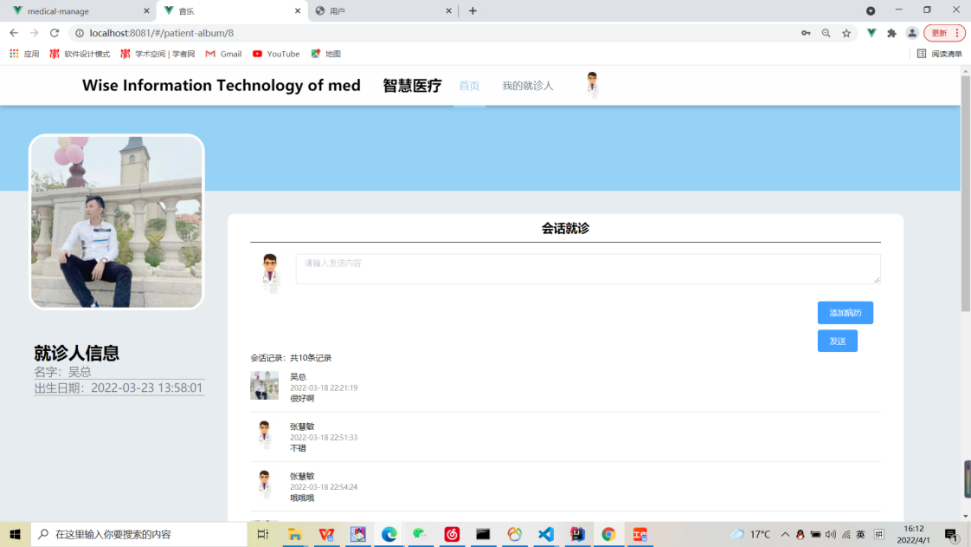 medical-manage
音乐
用户
localhost:8081/#/patient-album/8
更新
应用
软件设计模式
学术空间 | 学者网
Gmail
YouTube
地图
阅读清单
Wise Information Technology of med
智慧医疗
首页
我的就诊人
会话就诊
请输入发送内容
添加病历
发送
就诊人信息
名字：吴总
出生日期：2022-03-23 13:58:01
会话记录：共10条记录
吴总
2022-03-18 22:21:19
很好啊
张慧敏
2022-03-18 22:51:33
不错
张慧敏
2022-03-18 22:54:24
哦哦哦
在这里输入你要搜索的内容
17°C
英
拼
16:12
2022/4/1